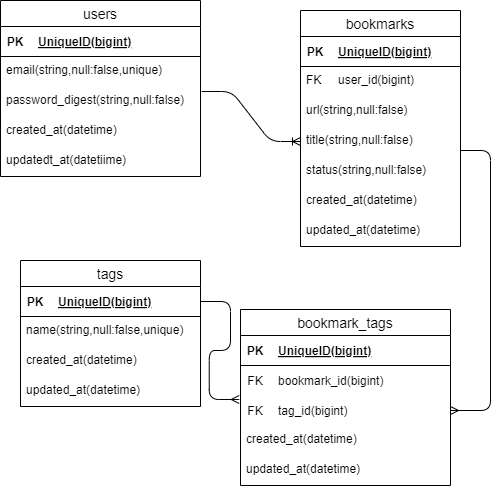 users
PK UniqueID(bigint)
email(string,null:false,unique)
password_digest(string,null:false)
created_at(datetime)
updatedt_at(datetiime)
bookmarks
PK UniqueID(bigint)
FK user_id(bigint)
url(string,null:false)
title(string,null:false)
status(string,null:false)
created_at(datetime)
updated_at(datetime)
tags
PK UniqueID(bigint)
name(string,null:false,unique)
created_at(datetime)
updated_at(datetime)
bookmark_tags
PK UniqueID(bigint)
FK bookmark_id(bigint)
FK tag_id(bigint)
created_at(datetime)
updated_at(datetime)